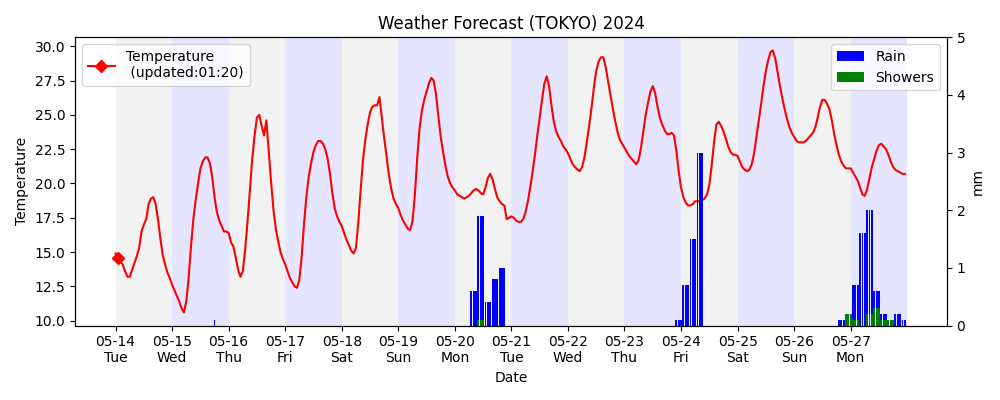 Weather Forecast (TOKYO) 2024
30.0
27.5
25.0
22.5
20.0
17.5
15.0
12.5
10.0
Temperature
Temperature
(updated:01:20)
Rain
Showers
5
4
3
2
1
0
mm
05-14 05-15 05-16 05-17 05-18 05-19 05-20 05-21 05-22 05-23 05-24 05-25 05-26 05-27
Tue Wed Thu Fri Sat Sun Mon Tue Wed Thu Fri Sat Sun Mon
Date